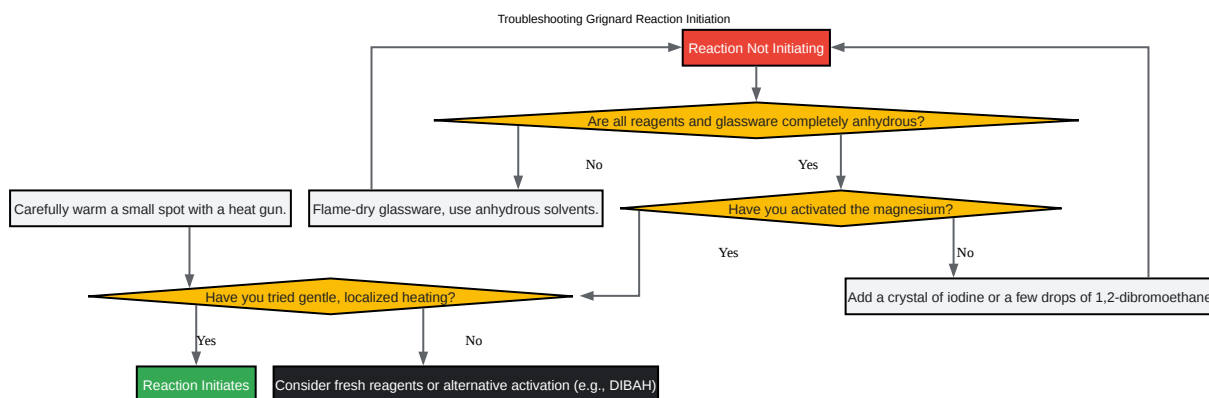 Troubleshooting Grignard Reaction Initiation
Reaction Not Initiating
Are all reagents and glassware completely anhydrous?
No
Yes
Carefully warm a small spot with a heat gun.
Flame-dry glassware, use anhydrous solvents.
Have you activated the magnesium?
Yes
No
Have you tried gentle, localized heating?
Add a crystal of iodine or a few drops of 1,2-dibromoethane
Yes
No
Reaction Initiates
Consider fresh reagents or alternative activation (e.g., DIBAH)